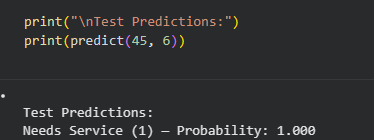 print("\nTest Predictions:")
print(predict(45, 6))
Test Predictions:
Needs Service (1) — Probability: 1.000